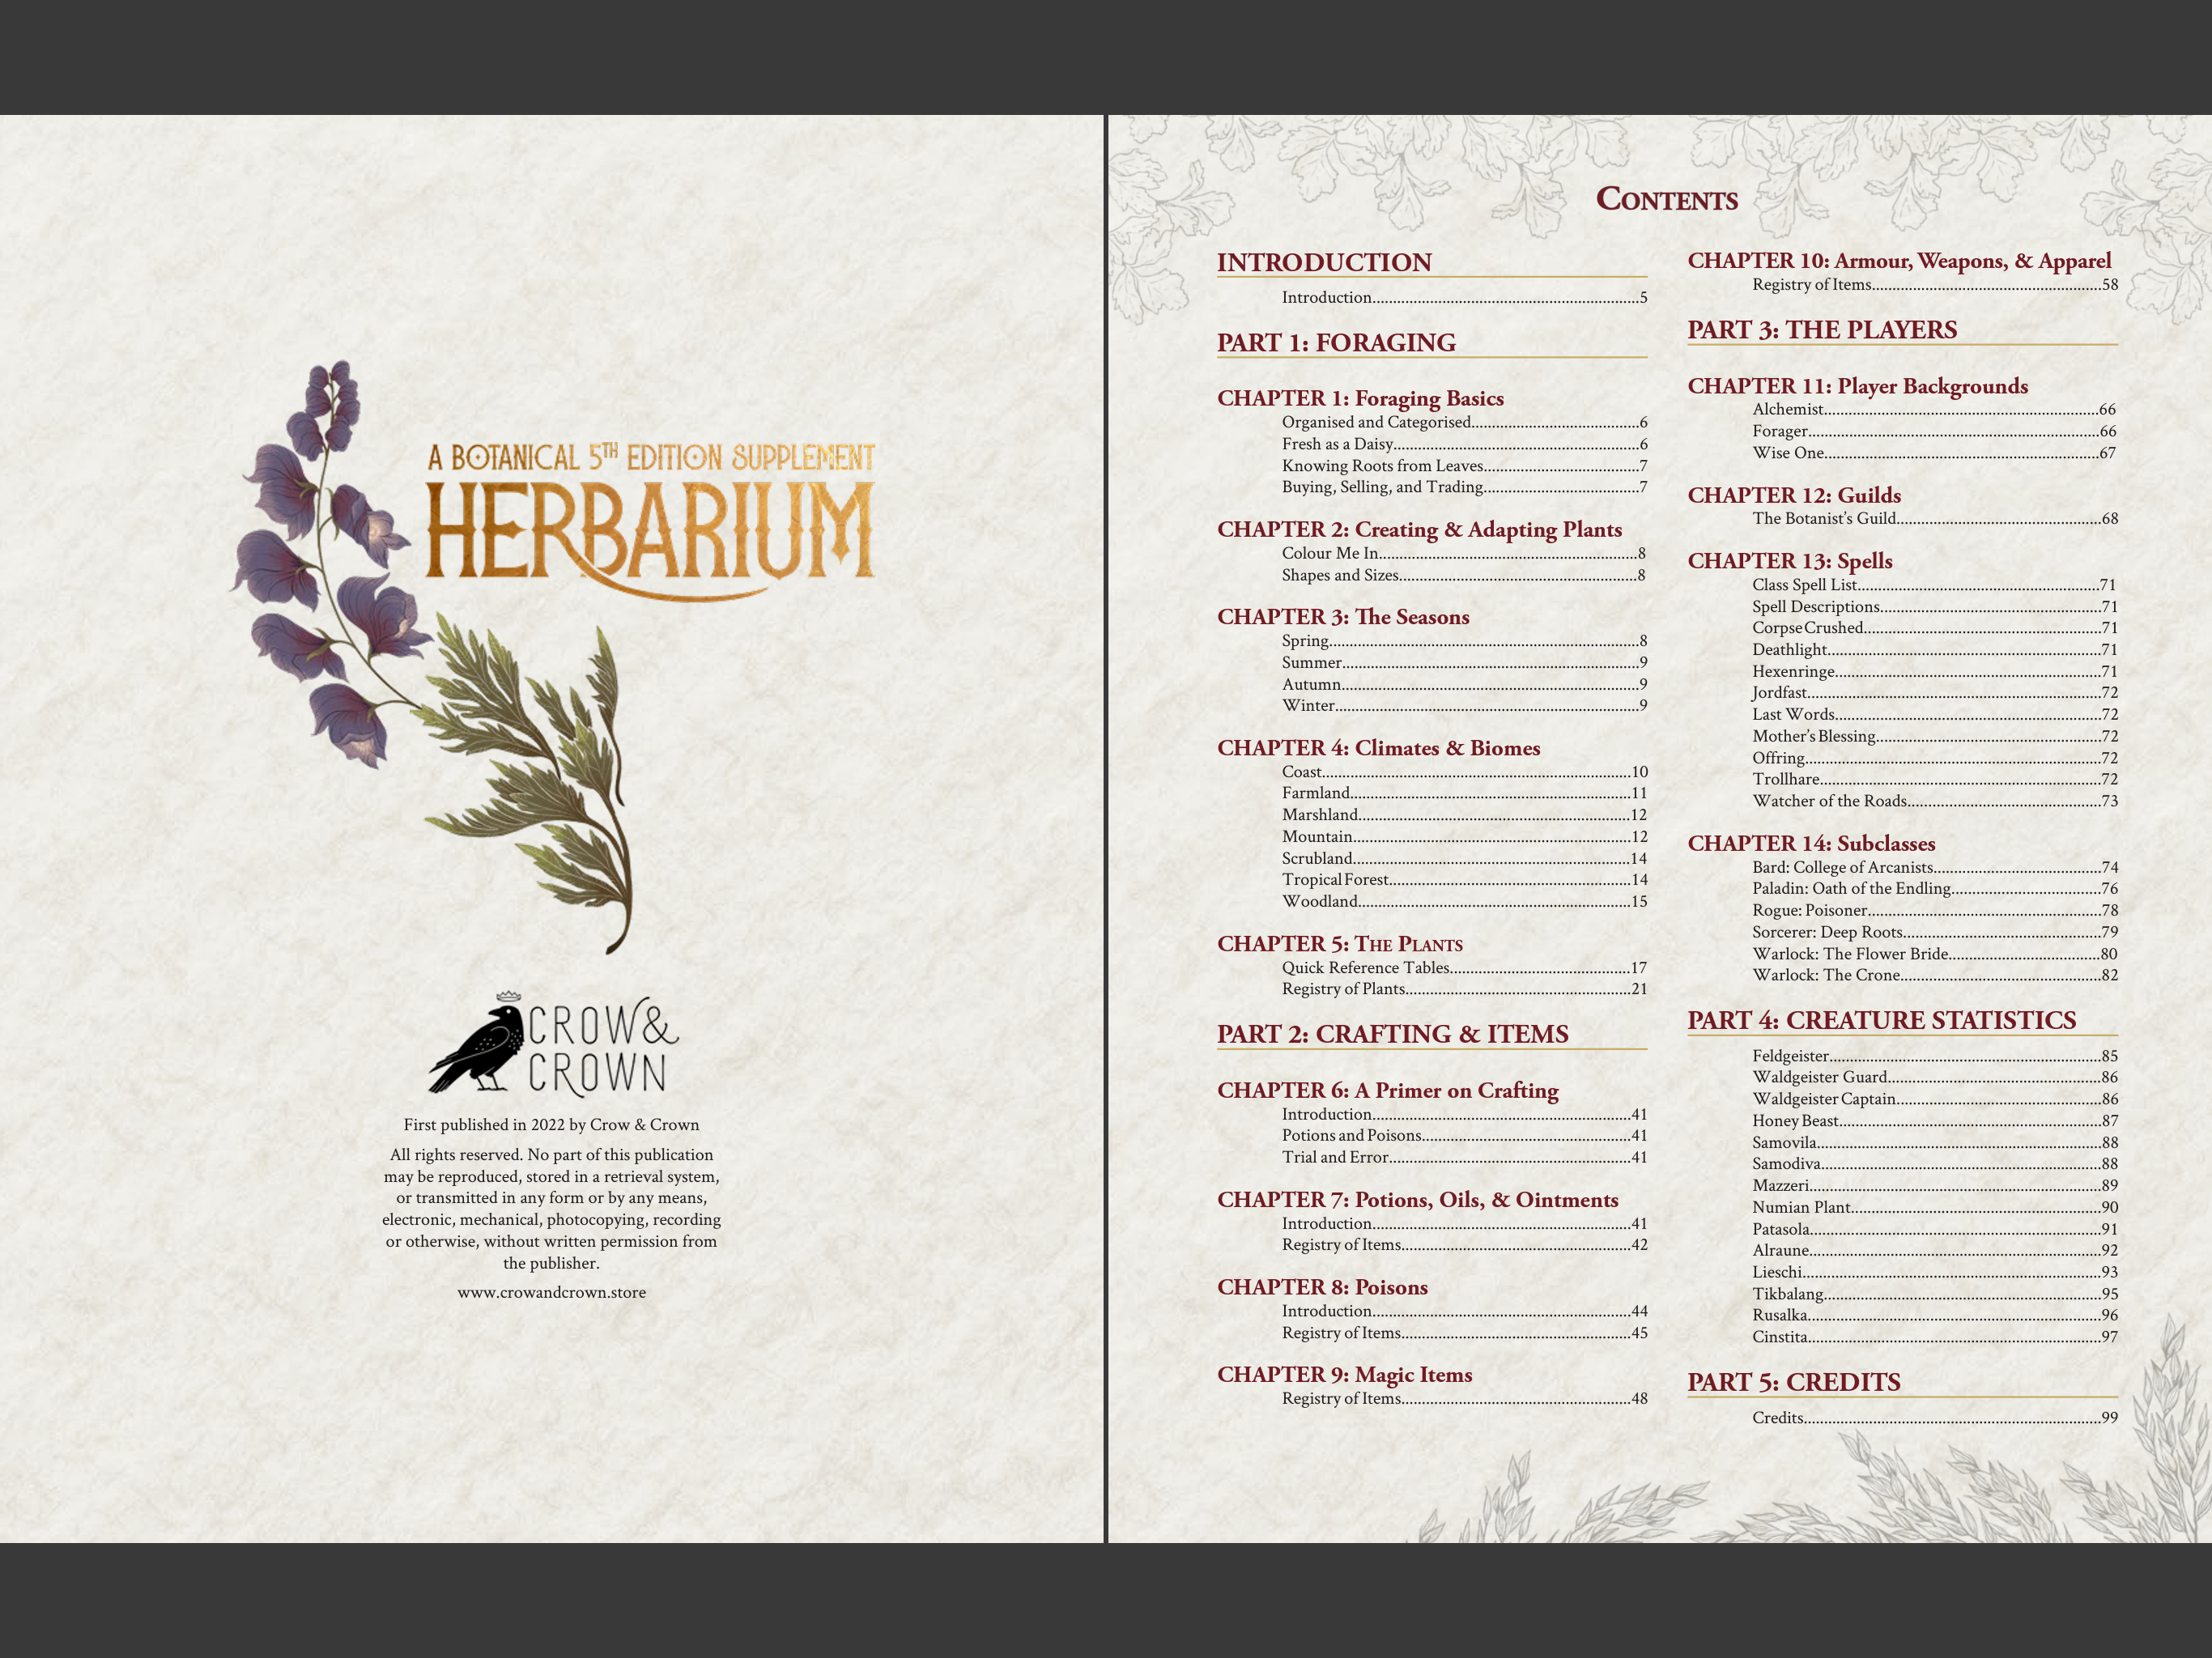 A BOTANICAL 5TH EDITION SUPPLEMENT
HERBARIUM
CROW&
CROWN
First published in 2022 by Crow & Crown
All rights reserved. No part of this publication
may be reproduced, stored in a retrieval system,
or transmitted in any form or by any means,
electronic, mechanical, photocopying, recording
or otherwise, without written permission from
the publisher.
www.crowandcrown.store
Contents
INTRODUCTION
Introduction.....5
PART 1: FORAGING
CHAPTER 1: Foraging Basics
Organised and Categorised.....6
Fresh as a Daisy.....6
Knowing Roots from Leaves.....7
Buying, Selling, and Trading.....7
CHAPTER 2: Creating & Adapting Plants
Colour Me In.....8
Shapes and Sizes.....8
CHAPTER 3: The Seasons
Spring.....8
Summer.....9
Autumn.....9
Winter.....9
CHAPTER 4: Climates & Biomes
Coast.....10
Farmland.....11
Marshland.....12
Mountain.....12
Scrubland.....14
Tropical Forest.....14
Woodland.....15
CHAPTER 5: The Plants
Quick Reference Tables.....17
Registry of Plants.....21
PART 2: CRAFTING & ITEMS
CHAPTER 6: A Primer on Crafting
Introduction.....41
Potions and Poisons.....41
Trial and Error.....41
CHAPTER 7: Potions, Oils, & Ointments
Introduction.....41
Registry of Items.....42
CHAPTER 8: Poisons
Introduction.....44
Registry of Items.....45
CHAPTER 9: Magic Items
Registry of Items.....48
CHAPTER 10: Armour, Weapons, & Apparel
Registry of Items.....58
PART 3: THE PLAYERS
CHAPTER 11: Player Backgrounds
Alchemist.....66
Forager.....66
Wise One.....67
CHAPTER 12: Guilds
The Botanist's Guild.....68
CHAPTER 13: Spells
Class Spell List.....71
Spell Descriptions.....71
Corpse Crushed.....71
Deathlight.....71
Hexenringe.....71
Jordfast.....72
Last Words.....72
Mother's Blessing.....72
Offring.....72
Trollhare.....72
Watcher of the Roads.....73
CHAPTER 14: Subclasses
Bard: College of Arcanists.....74
Paladin: Oath of the Endling.....76
Rogue: Poisoner.....78
Sorcerer: Deep Roots.....79
Warlock: The Flower Bride.....80
Warlock: The Crone.....82
PART 4: CREATURE STATISTICS
Feldgeister.....85
Waldgeister Guard.....86
Waldgeister Captain.....86
Honey Beast.....87
Samovila.....88
Samodiva.....88
Mazzeri.....89
Numian Plant.....90
Patasola.....91
Alraune.....92
Lieschi.....93
Tikbalang.....95
Rusalka.....96
Cinstita.....97
PART 5: CREDITS
Credits.....99